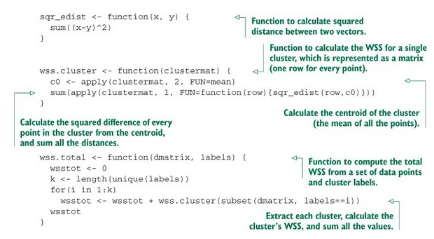 sqr_edist <- function(x, y) {
sum((x-y)^2)
}
Function to calculate squared
distance between two vectors.
Function to calculate the WSS for a single
cluster, which is represented as a matrix
(one row for every point).
wss.cluster <- function(clustermat) {
c0 <- apply(clustermat, 2, FUN=mean)
sum(apply(clustermat, 1, FUN=function(row){sqr_edist(row,c0)}))
}
Calculate the centroid of the cluster
(the mean of all the points).
Calculate the squared difference of every
point in the cluster from the centroid,
and sum all the distances.
wss.total <- function(dmatrix, labels) {
wsstot <- 0
k <- length(unique(labels))
for(i in 1:k)
wsstot <- wsstot + wss.cluster(subset(dmatrix, labels==i))
wsstot
}
Function to compute the total
WSS from a set of data points
and cluster labels.
Extract each cluster, calculate the
cluster's WSS, and sum all the values.